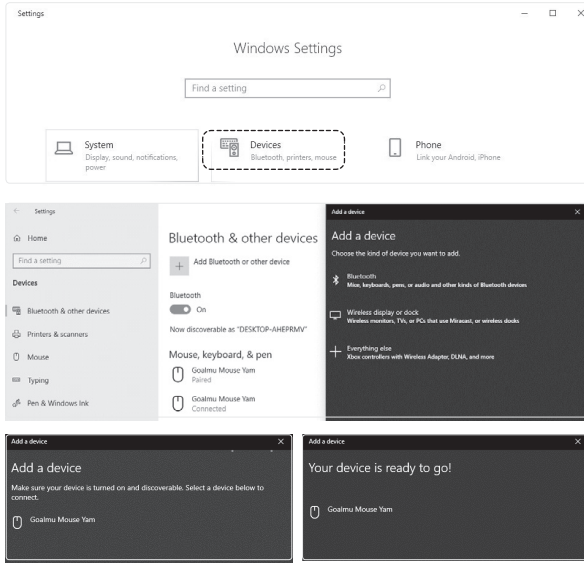 Settings
Windows Settings
Find a setting
System
Display, sound, notifications,
power
Devices
Bluetooth, printers, mouse
Phone
Link your Android, iPhone
Settings
Home
Find a setting
Devices
Bluetooth & other devices
Printers & scanners
Mouse
Typing
Pen & Windows Ink
Bluetooth & other devices
Add Bluetooth or other device
Bluetooth
On
Now discoverable as "DESKTOP-AHEPRMV"
Mouse, keyboard, & pen
Goalmu Mouse Yam
Paired
Goalmu Mouse Yam
Connected
Add a device
Add a device
Choose the kind of device you want to add.
Bluetooth
Mice, keyboards, pens, or audio and other kinds of Bluetooth devices
Wireless display or dock
Wireless monitors, TVs, or PCs that use Miracast, or wireless docks
Everything else
Xbox controllers with Wireless Adapter, DLNA, and more
Add a device
Add a device
Make sure your device is turned on and discoverable. Select a device below to
connect.
Goalmu Mouse Yam
Add a device
Your device is ready to go!
Goalmu Mouse Yam